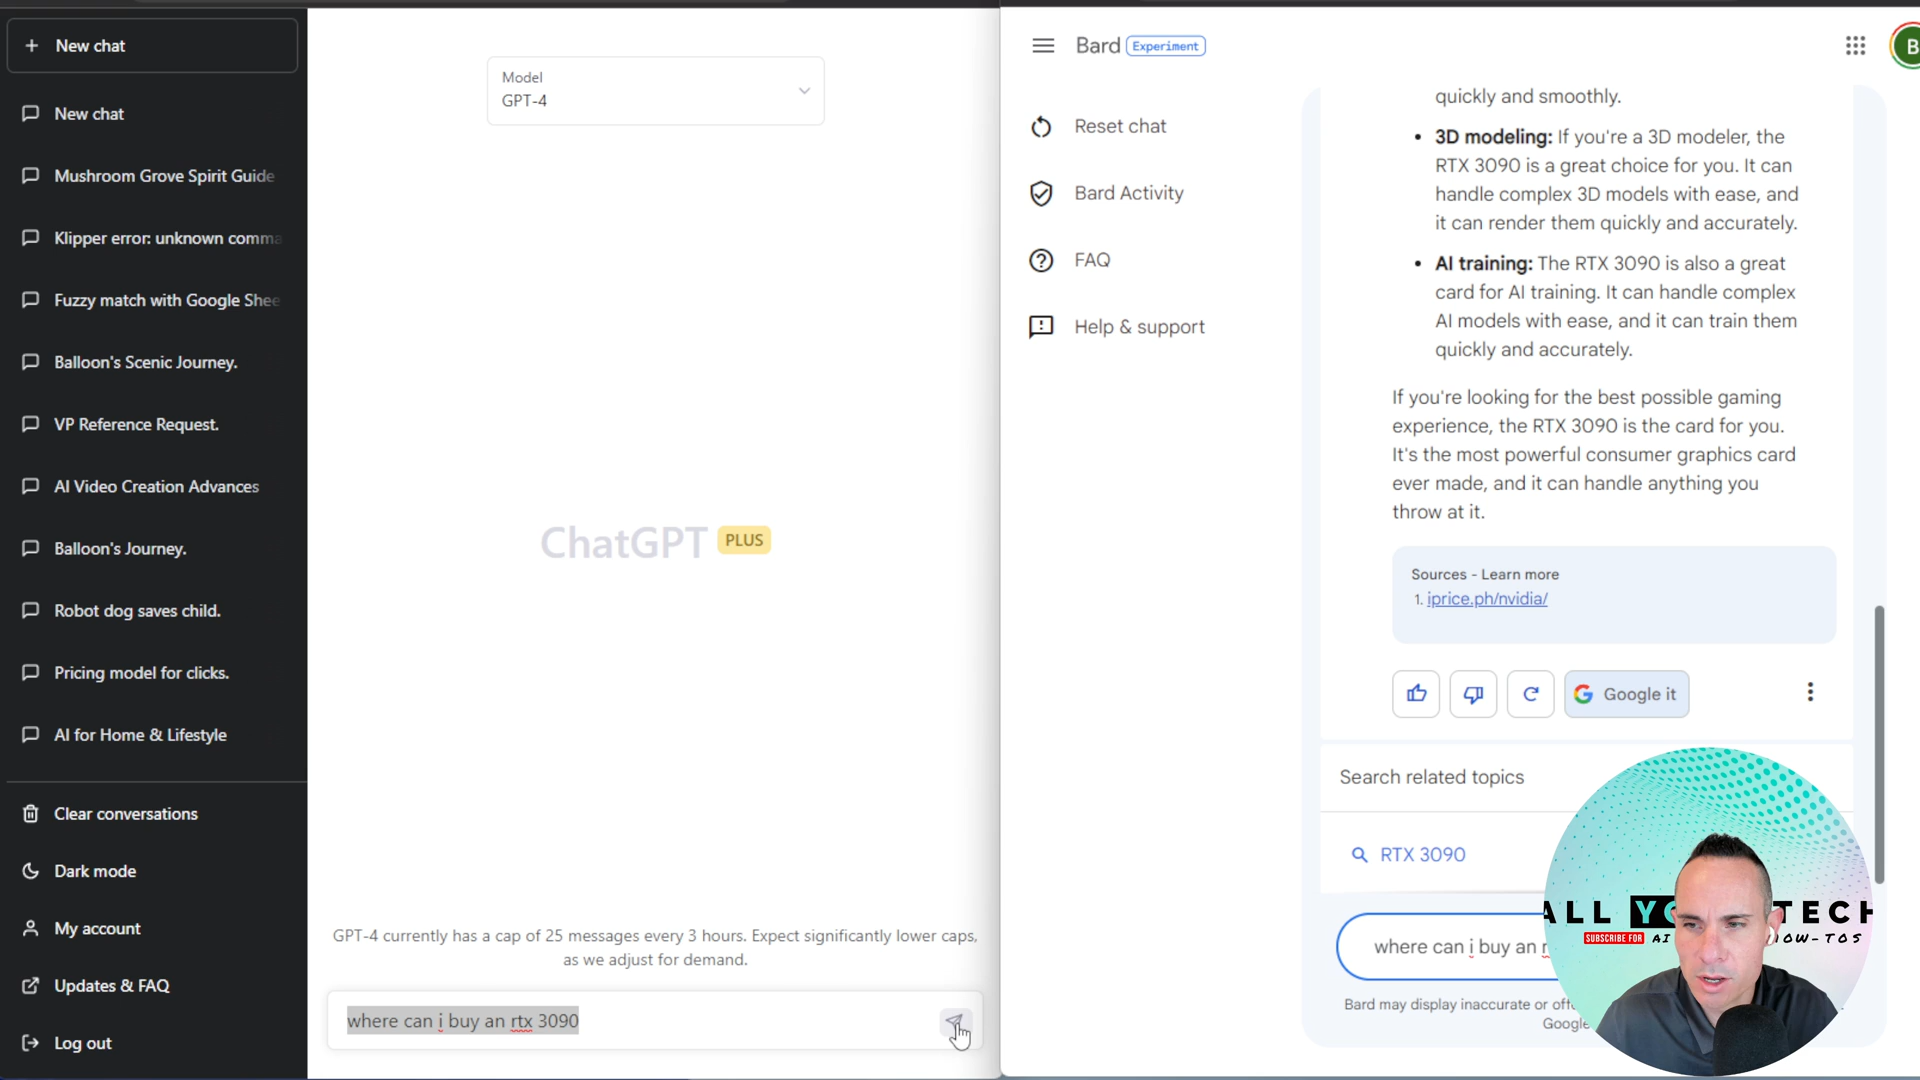 New chat
New chat
Mushroom Grove Spirit Guide
Klipper error: unknown comma
Fuzzy match with Google Shee
Balloon's Scenic Journey.
VP Reference Request.
AI Video Creation Advances
Balloon's Journey.
Robot dog saves child.
Pricing model for clicks.
AI for Home & Lifestyle
Clear conversations
Dark mode
My account
Updates & FAQ
Log out
Model
GPT-4
ChatGPT PLUS
GPT-4 currently has a cap of 25 messages every 3 hours. Expect significantly lower caps,
as we adjust for demand.
where can i buy an rtx 3090
Bard Experiment
B
Reset chat
Bard Activity
FAQ
Help & support
quickly and smoothly.
• 3D modeling: If you're a 3D modeler, the
RTX 3090 is a great choice for you. It can
handle complex 3D models with ease, and
it can render them quickly and accurately.
• AI training: The RTX 3090 is also a great
card for AI training. It can handle complex
AI models with ease, and it can train them
quickly and accurately.
If you're looking for the best possible gaming
experience, the RTX 3090 is the card for you.
It's the most powerful consumer graphics card
ever made, and it can handle anything you
throw at it.
Sources - Learn more
1. iprice.ph/nvidia/
Google it
Search related topics
RTX 3090
where can i buy an
Bard may display inaccurate or
Google
ALL TECH
SUBSCRIBE FOR AI HOW-TOS